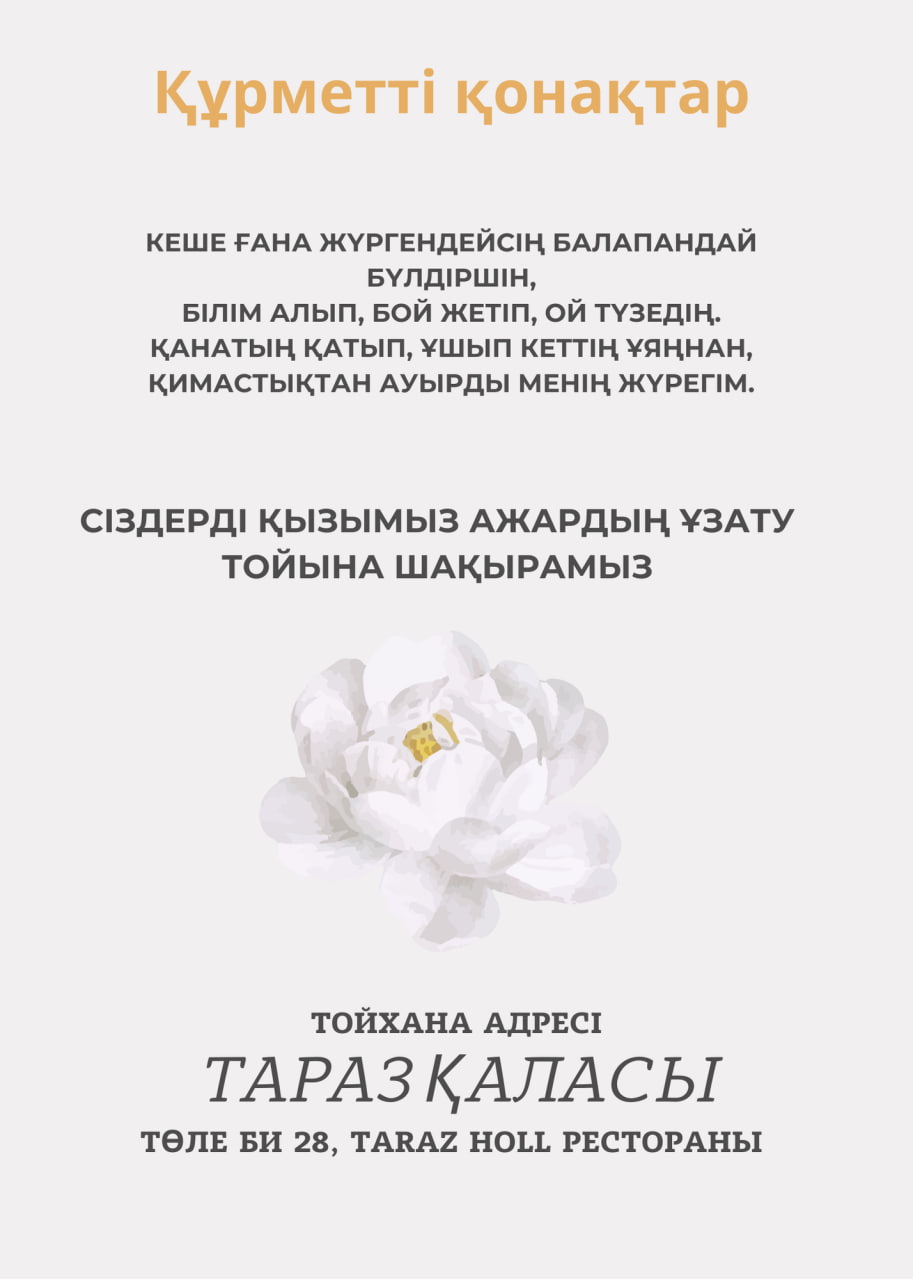 Құрметті қонақтар
КЕШЕ ҒАНА ЖҮРГЕНДЕЙСІҢ БАЛАПАНДАЙ
БҮЛДІРШІН,
БІЛІМ АЛЫП, БОЙ ЖЕТІП, ОЙ ТҮЗЕДІҢ.
ҚАНАТЫҢ ҚАТЫП, ҰШЫП КЕТТІҢ ҰЯҢНАН,
ҚИМАСТЫҚТАН АУЫРДЫ МЕНІҢ ЖҮРЕГІМ.
СІЗДЕРДІ ҚЫЗЫМЫЗ АЖАРДЫҢ ҰЗАТУ
ТОЙЫНА ШАҚЫРАМЫЗ
ТОЙХАНА АДРЕСІ
ТАРАЗ ҚАЛАСЫ
ТӨЛЕ БИ 28, TARAZ HOLL РЕСТОРАНЫ